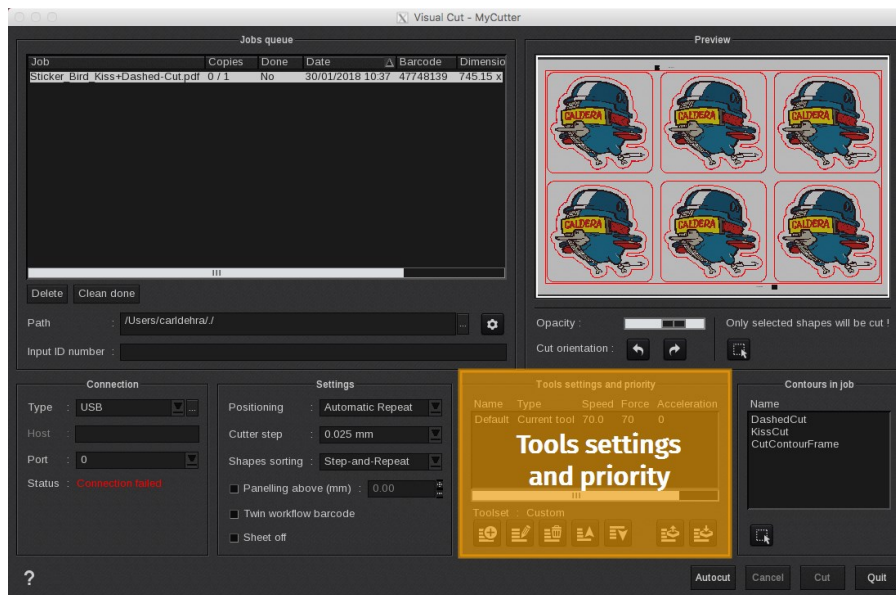 Visual Cut - MyCutter
Jobs queue
Job Copies Done Date Barcode Dimensio
Sticker_Bird_Kiss+Dashed-Cut.pdf 0 / 1 No 30/01/2018 10:37 47748139 745.15 x
Delete Clean done
Path : /Users/carldehra/./ ...
Input ID number :
Preview
CALDERA CALDERA CALDERA
CALDERA CALDERA CALDERA
Opacity : Only selected shapes will be cut !
Cut orientation :
Connection
Type : USB ...
Host :
Port : 0
Status : Connection failed
Settings
Positioning : Automatic Repeat
Cutter step : 0.025 mm
Shapes sorting : Step-and-Repeat
Panelling above (mm) : 0.00
Twin workflow barcode
Sheet off
Tools settings and priority
Name Type Speed Force Acceleration
Default Current tool 70.0 70 0
Tools settings
and priority
Toolset : Custom
Contours in job
Name
DashedCut
KissCut
CutContourFrame
? Autocut Cancel Cut Quit